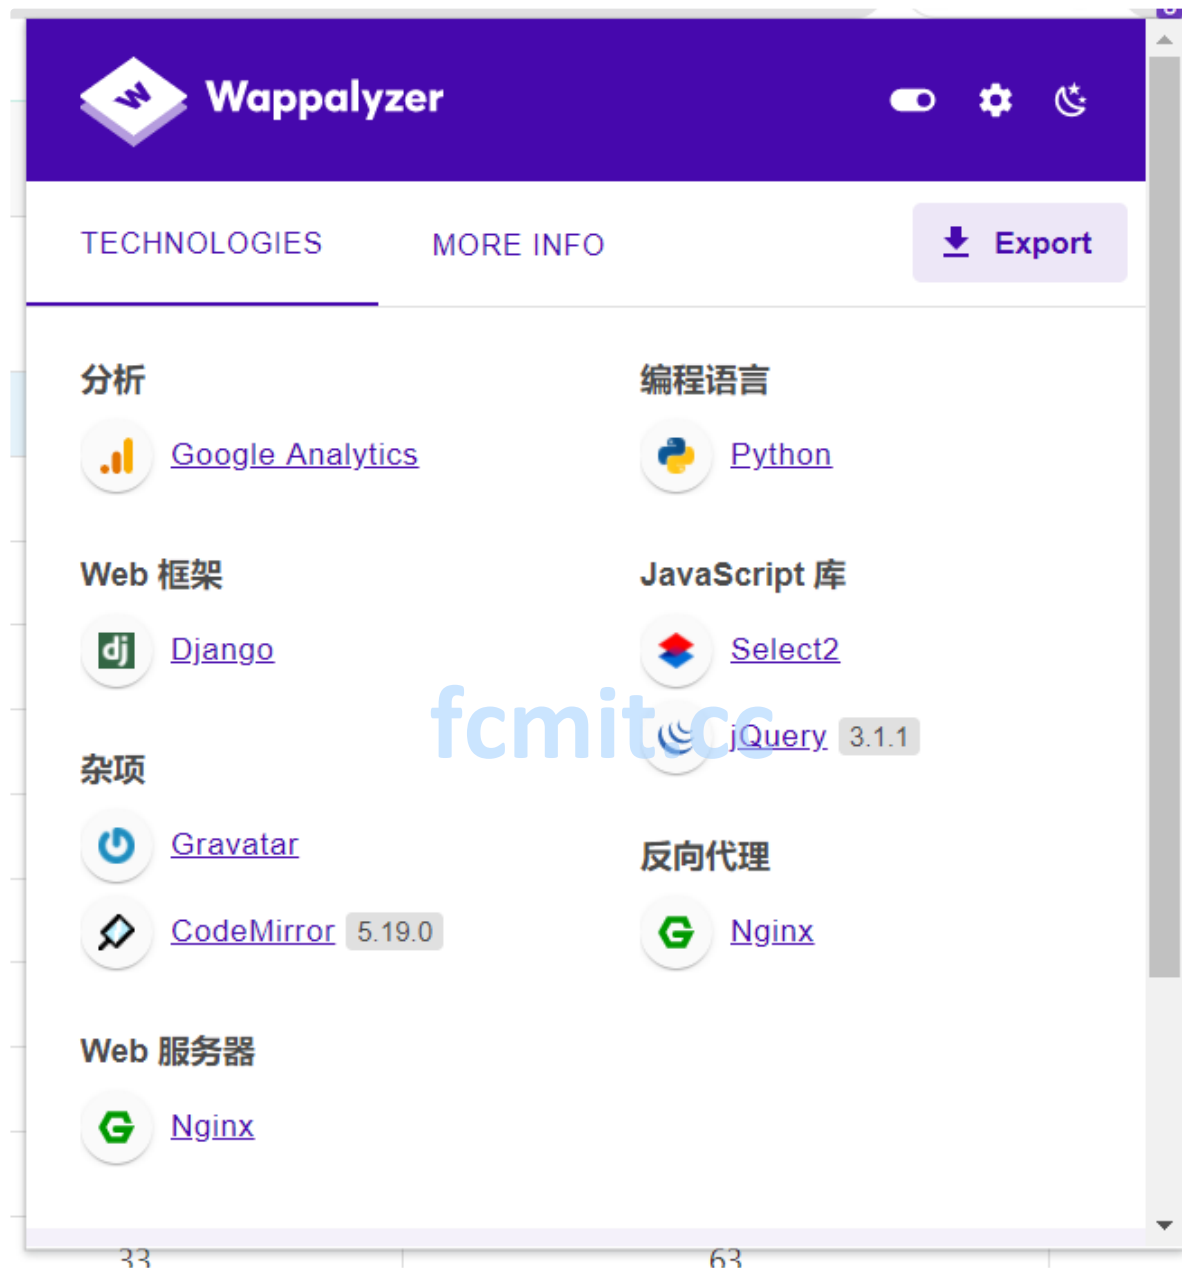 Wappalyzer
TECHNOLOGIES
MORE INFO
Export
分析
Google Analytics
Web 框架
Django
杂项
Gravatar
CodeMirror 5.19.0
Web 服务器
Nginx
编程语言
Python
JavaScript 库
Select2
jQuery 3.1.1
反向代理
Nginx
fcmit.cc
33
63